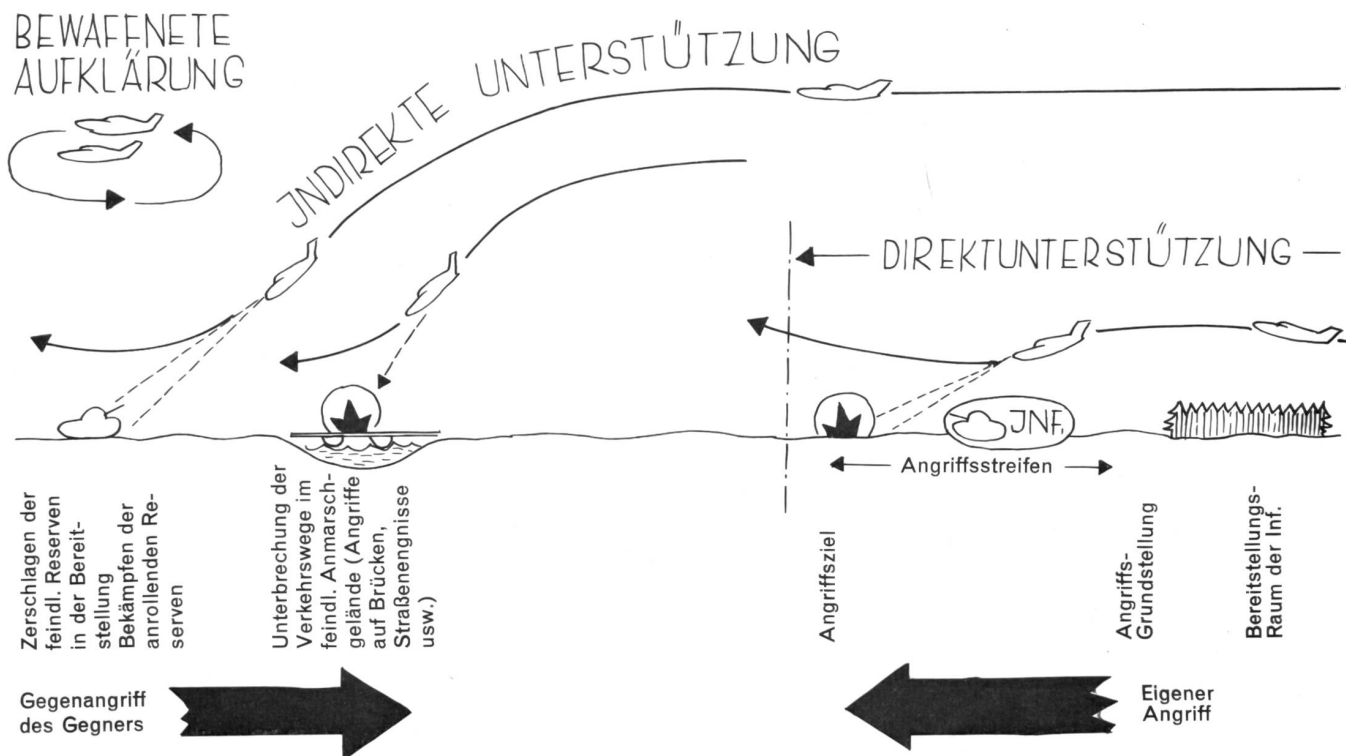 BEWAFFNETE
AUFKLÄRUNG
JNDIREKTE UNTERSTÜTZUNG
DIREKTUNTERSTÜTZUNG
JNF.
Angriffsstreifen
Zerschlagen der
feindl. Reserven
in der Bereit-
stellung
Bekämpfen der
anrollenden Re-
serven
Unterbrechung der
Verkehrswege im
feindl. Anmarsch-
gelände (Angriffe
auf Brücken,
Straßenengnisse
usw.)
Angriffsziel
Angriffs-
Grundstellung
Bereitstellungs-
Raum der Inf.
Gegenangriff
des Gegners
Eigener
Angriff